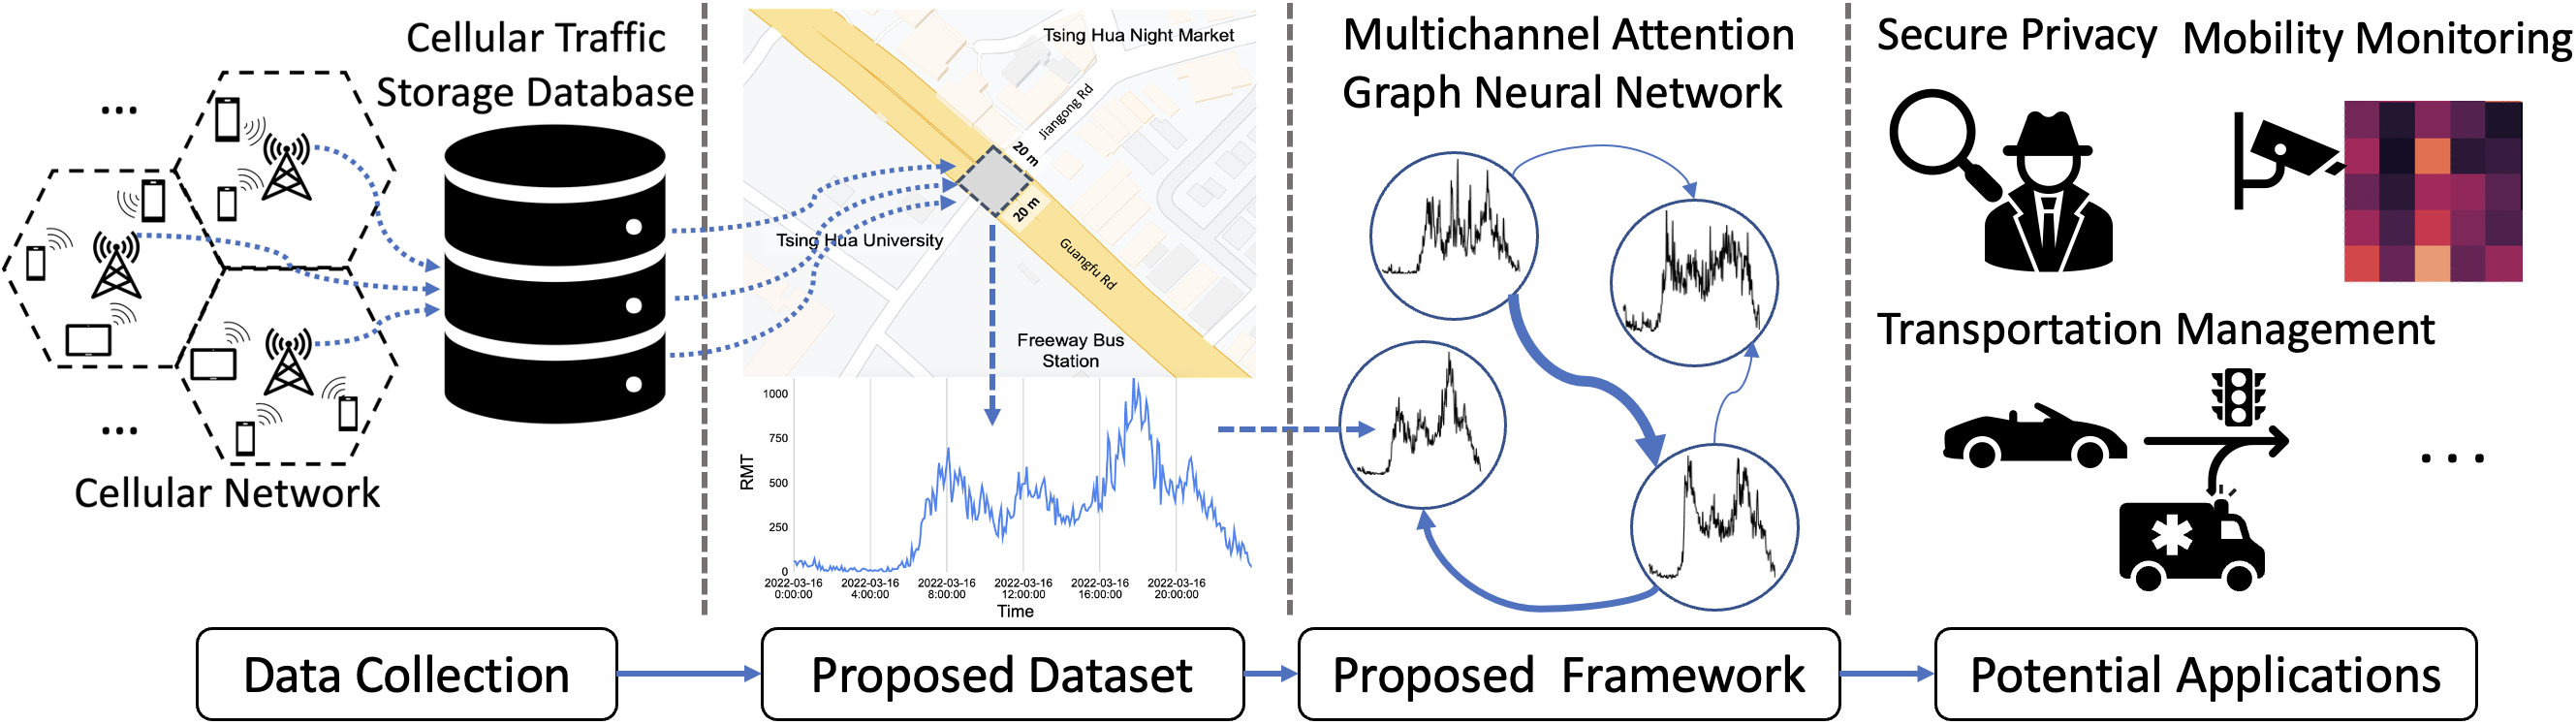 Cellular Traffic
Storage Database
...
...
Cellular Network
Tsing Hua Night Market
Jiangong Rd
20 m
20 m
Tsing Hua University
Guangfu Rd
Freeway Bus
Station
1000
750
500
250
0
RMT
2022-03-16 2022-03-16 2022-03-16 2022-03-16 2022-03-16 2022-03-16
0:00:00 4:00:00 8:00:00 12:00:00 16:00:00 20:00:00
Time
Multichannel Attention
Graph Neural Network
Secure Privacy
Mobility Monitoring
Transportation Management
...
Data Collection
Proposed Dataset
Proposed Framework
Potential Applications